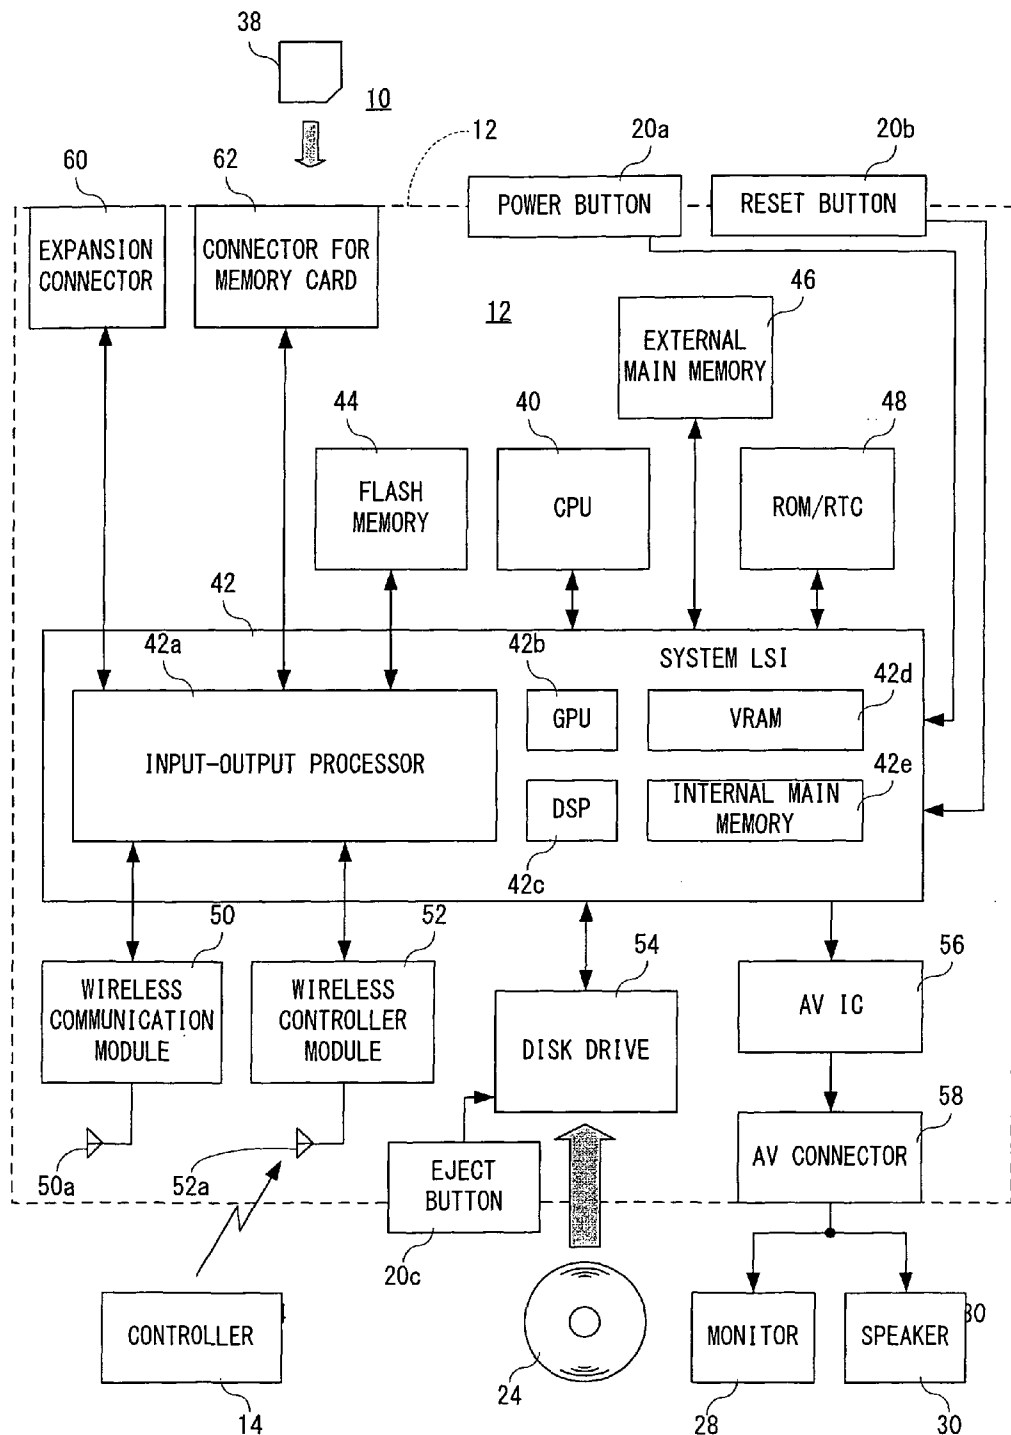 38
10
12
20a
20b
60
62
POWER BUTTON
RESET BUTTON
EXPANSION
CONNECTOR
CONNECTOR FOR
MEMORY CARD
12
46
EXTERNAL
MAIN MEMORY
44
40
48
FLASH
MEMORY
CPU
ROM/RTC
42
42a
42b
SYSTEM LSI
42d
GPU
VRAM
INPUT-OUTPUT PROCESSOR
42e
DSP
INTERNAL MAIN
MEMORY
42c
50
52
54
56
WIRELESS
COMMUNICATION
MODULE
WIRELESS
CONTROLLER
MODULE
DISK DRIVE
AV IC
58
50a
52a
EJECT
BUTTON
AV CONNECTOR
20c
CONTROLLER
MONITOR
SPEAKER
30
14
24
28
30